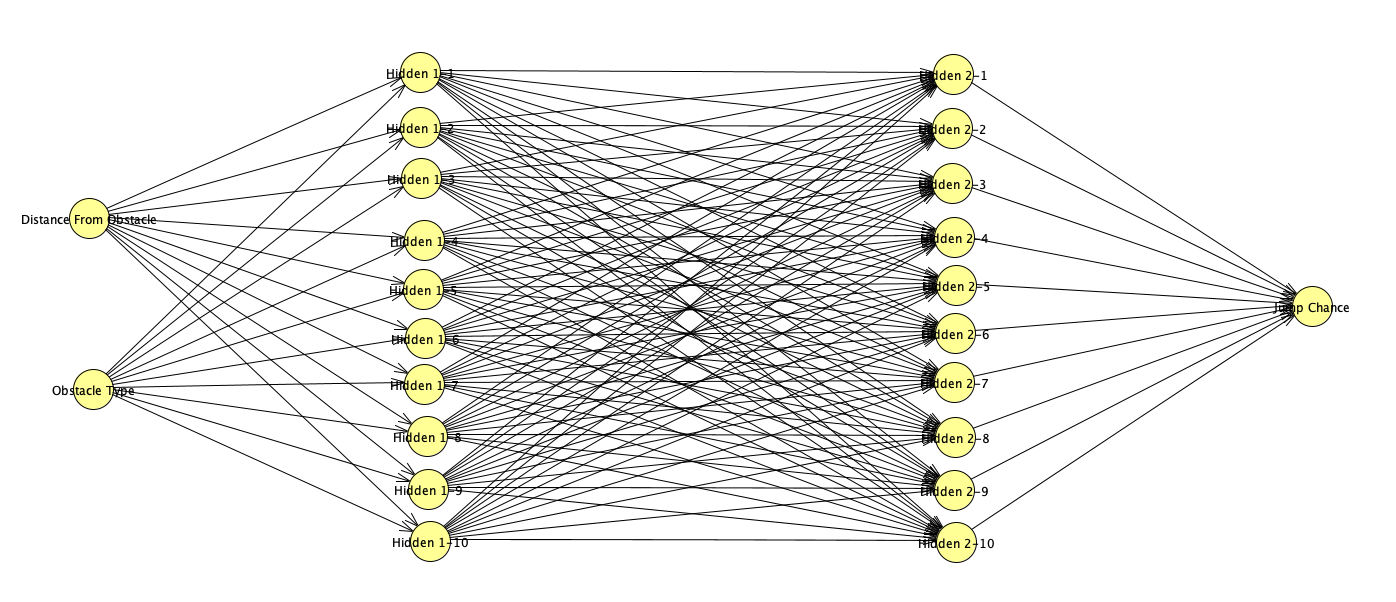 Distance From Obstacle
Obstacle Type
Hidden 1-1
Hidden 1-2
Hidden 1-3
Hidden 1-4
Hidden 1-5
Hidden 1-6
Hidden 1-7
Hidden 1-8
Hidden 1-9
Hidden 1-10
Hidden 2-1
Hidden 2-2
Hidden 2-3
Hidden 2-4
Hidden 2-5
Hidden 2-6
Hidden 2-7
Hidden 2-8
Hidden 2-9
Hidden 2-10
Jump Chance